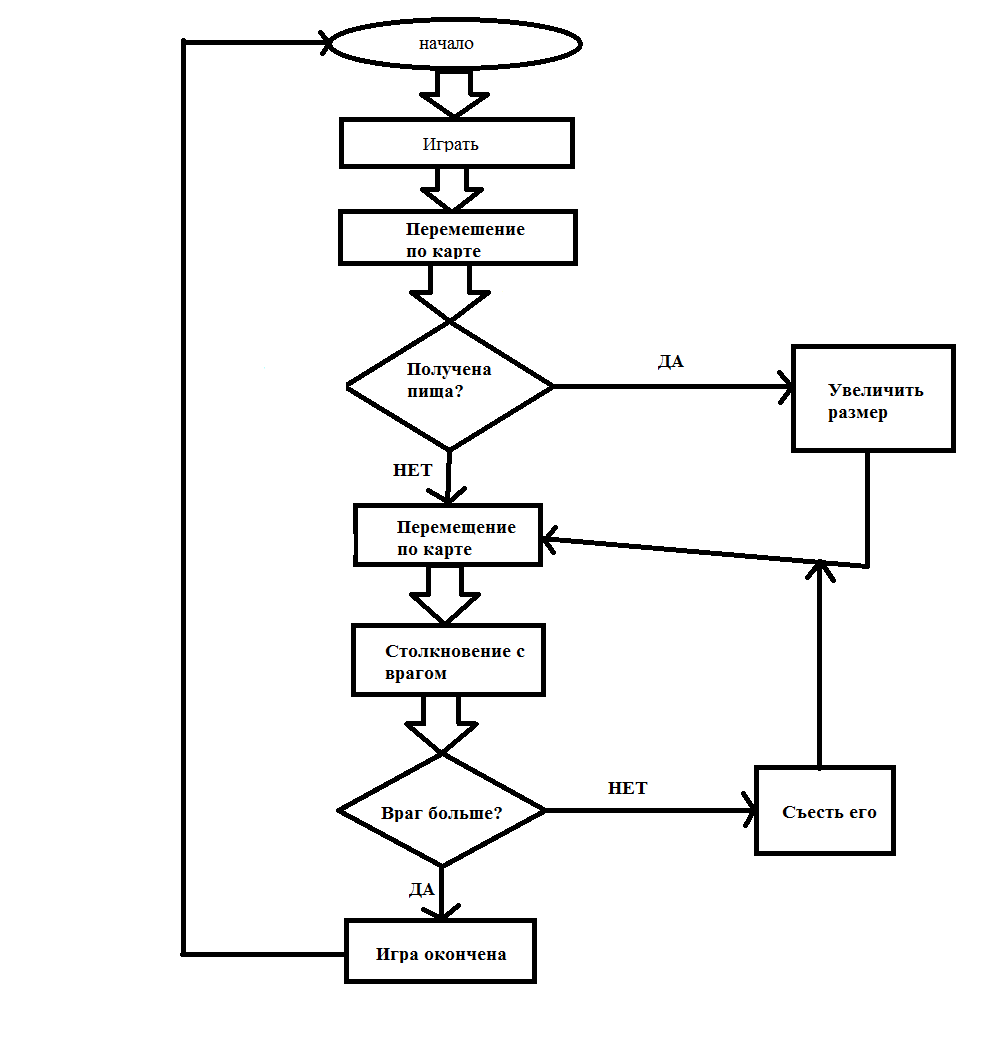 начало
Играть
Перемешение
по карте
Получена
пища?
ДА
Увеличить
размер
НЕТ
Перемещение
по карте
Столкновение с
врагом
Враг больше?
НЕТ
Съесть его
ДА
Игра окончена